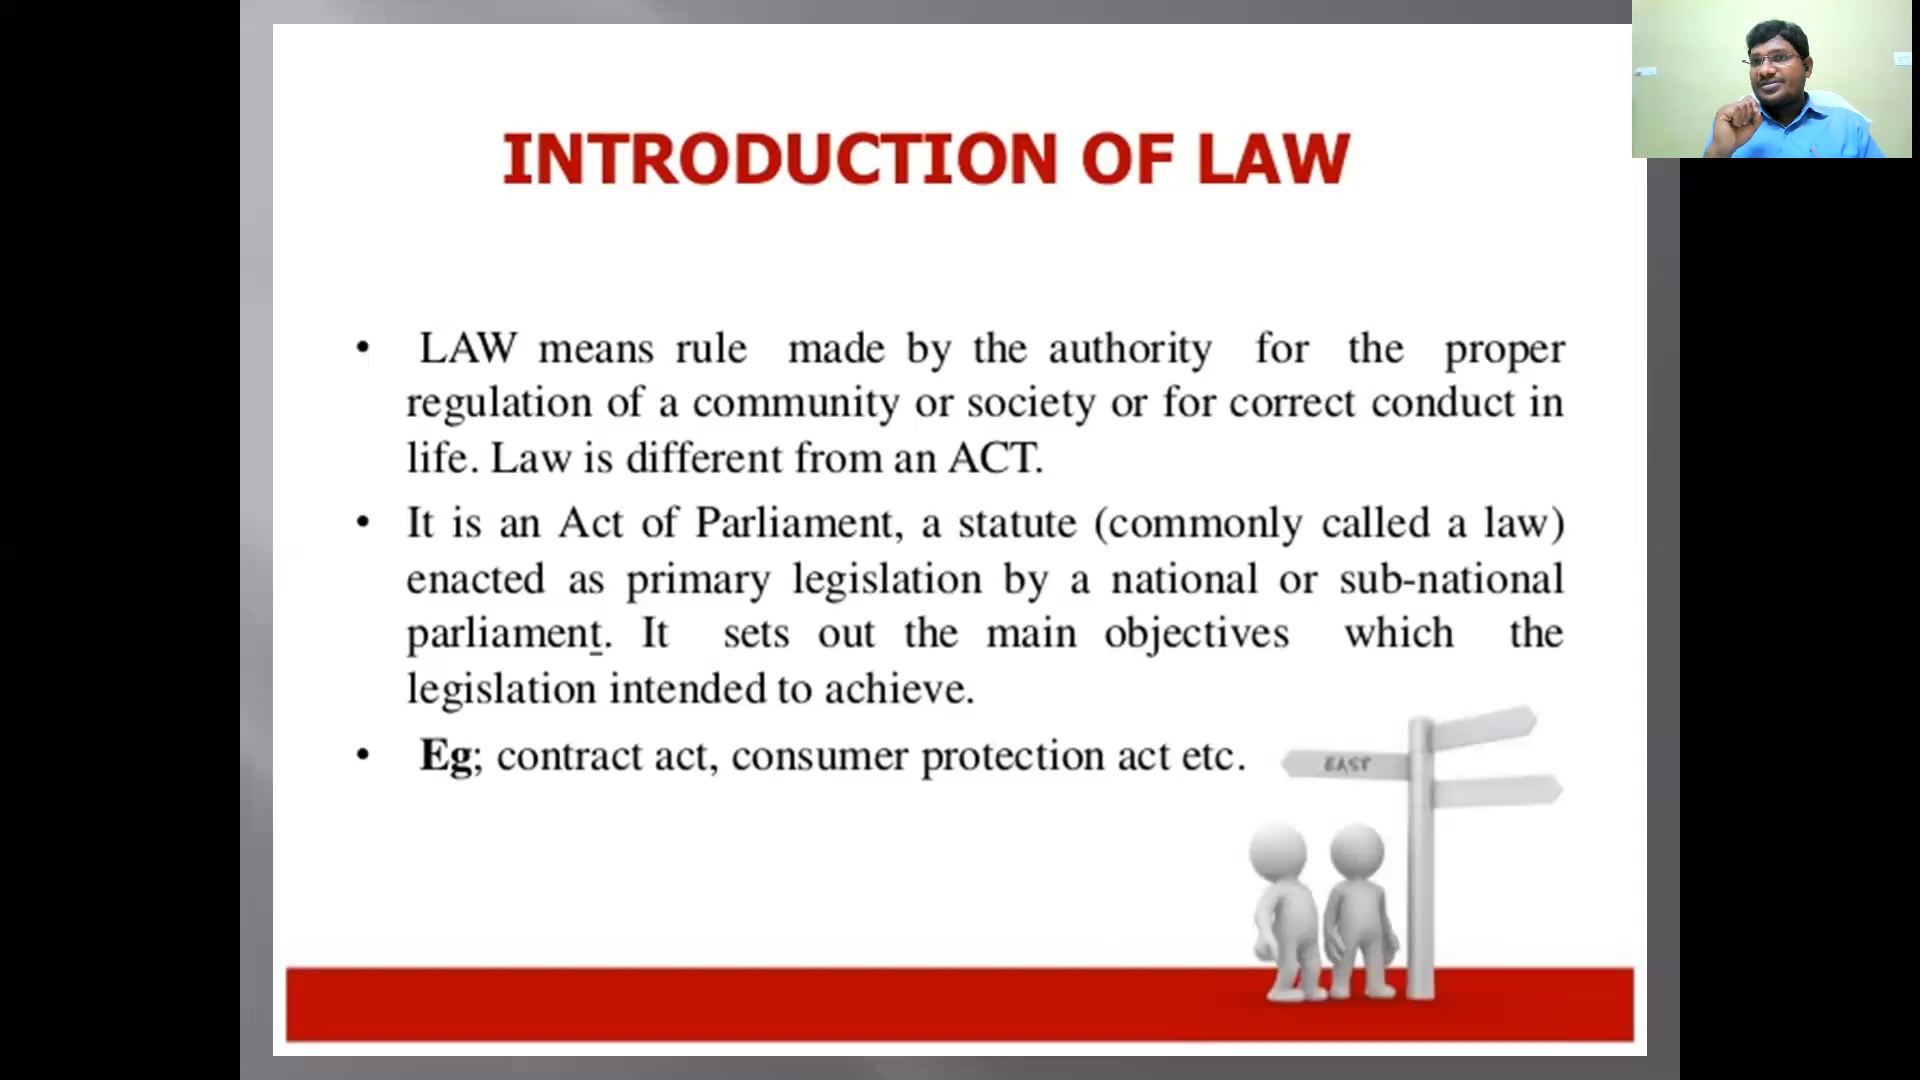 INTRODUCTION OF LAW
• LAW means rule made by the authority for the proper
regulation of a community or society or for correct conduct in
life. Law is different from an ACT.
• It is an Act of Parliament, a statute (commonly called a law)
enacted as primary legislation by a national or sub-national
parliament. It sets out the main objectives which the
legislation intended to achieve.
• Eg; contract act, consumer protection act etc.
EAST